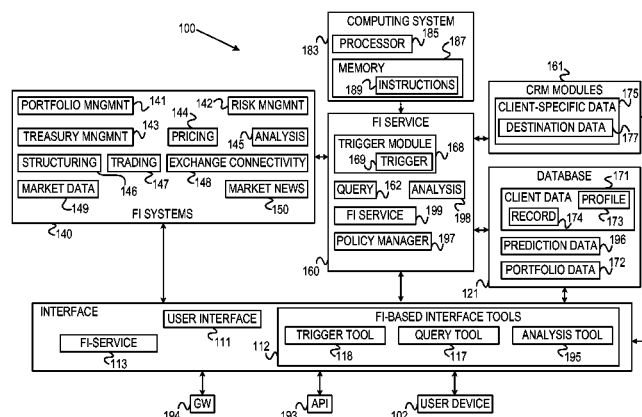 100
COMPUTING SYSTEM
183
PROCESSOR
185
187
MEMORY
189
INSTRUCTIONS
161
CRM MODULES
175
CLIENT-SPECIFIC DATA
DESTINATION DATA
177
PORTFOLIO MNGMNT
141
142
RISK MNGMNT
TREASURY MNGMNT
143
144
PRICING
145
ANALYSIS
STRUCTURING
TRADING
EXCHANGE CONNECTIVITY
146
147
148
MARKET DATA
149
MARKET NEWS
150
FI SYSTEMS
140
FI SERVICE
TRIGGER MODULE
168
169
TRIGGER
QUERY
162
ANALYSIS
198
FI SERVICE
199
POLICY MANAGER
197
160
DATABASE
171
CLIENT DATA
PROFILE
RECORD
174
173
PREDICTION DATA
196
PORTFOLIO DATA
172
121
INTERFACE
USER INTERFACE
111
FI-SERVICE
113
112
FI-BASED INTERFACE TOOLS
TRIGGER TOOL
118
QUERY TOOL
117
ANALYSIS TOOL
195
GW
194
API
193
USER DEVICE
102